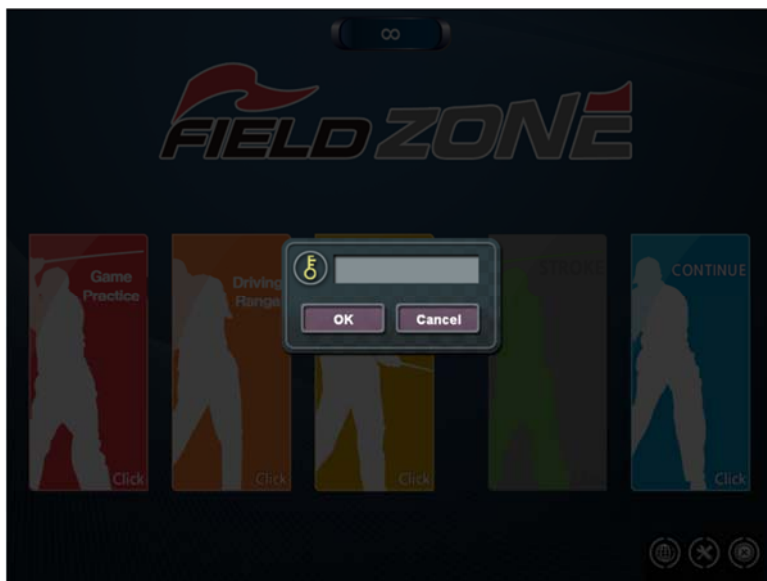 ∞
FIELD ZONE
Game
Practice
Click
Driving
Range
Click
Click
STROKE
CONTINUE
Click
OK
Cancel